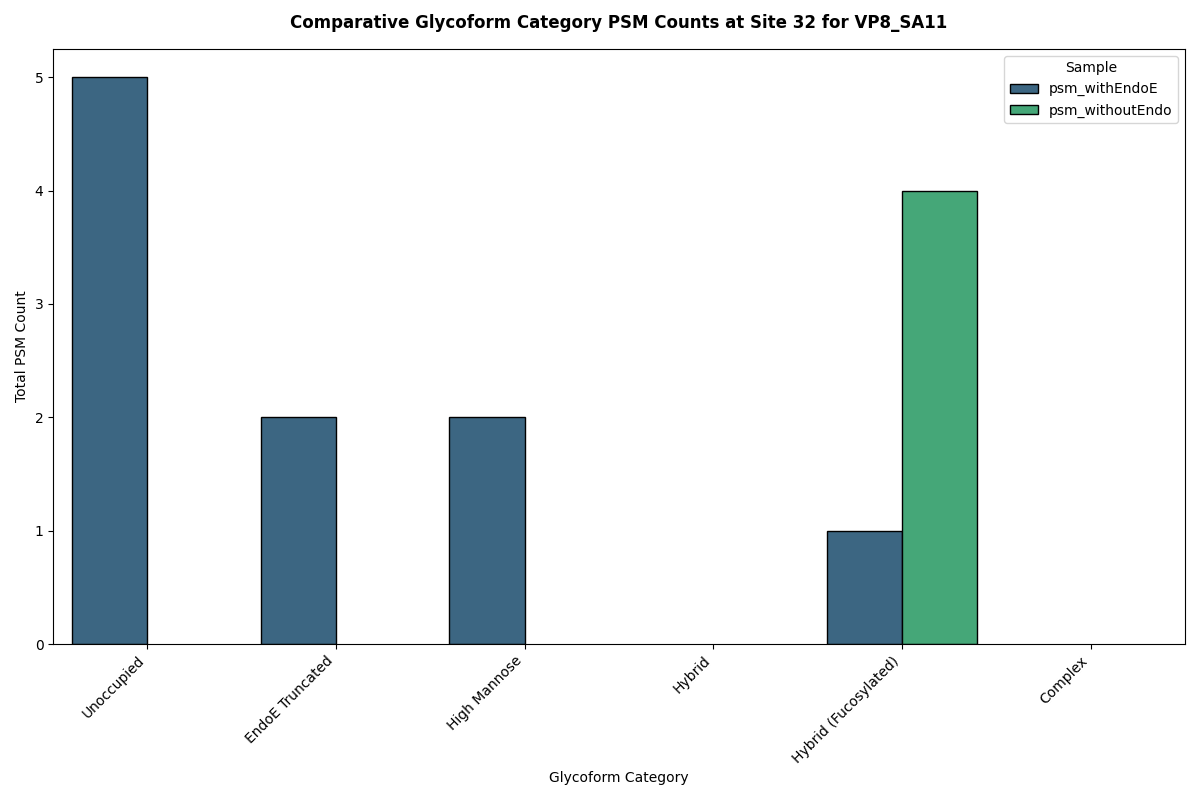 Comparative Glycoform Category PSM Counts at Site 32 for VP8_SA11
Sample
psm_withEndoE
psm_withoutEndo
Total PSM Count
5
4
3
2
1
0
Unoccupied
EndoE Truncated
High Mannose
Hybrid
Hybrid (Fucosylated)
Complex
Glycoform Category